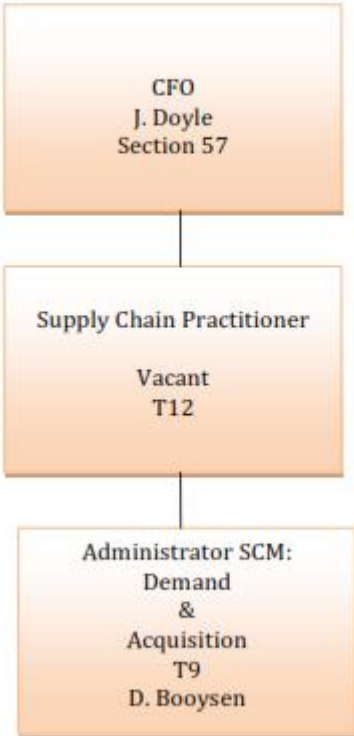 CFO
J. Doyle
Section 57
Supply Chain Practitioner
Vacant
T12
Administrator SCM:
Demand
&
Acquisition
T9
D. Booysen